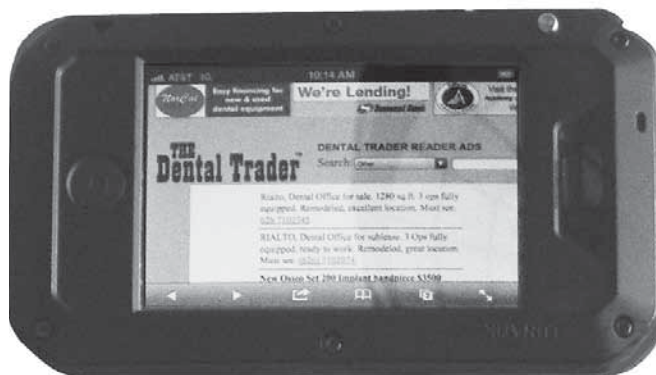 AT&T 3G 10:14 AM
NorCal
Easy financing for
new & used
dental equipment
We're Lending!
Visit the
THE
Dental Trader
DENTAL TRADER READER ADS
Search: Other
Rialto, Dental Office for sale. 1280 sq.ft. 3 ops fully
equipped. Remodeled, excellent location. Must see.
RIALTO, Dental Office for sublease. 3 Ops fully
equipped, ready to work. Remodeled, great location.
Must see.
New Osseo Set 200 Implant handpiece $3500